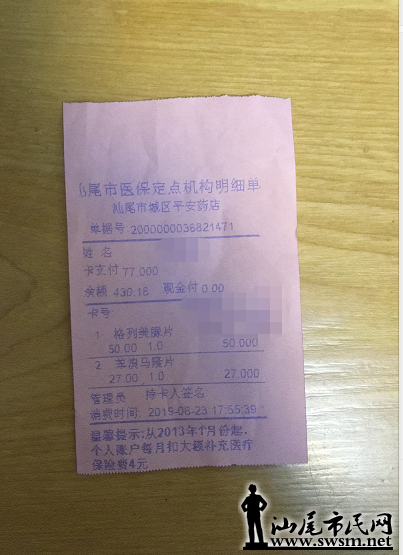 汕尾市医保定点机构明细单
汕尾市城区平安药店
单据号 2000000036821471
姓 名
卡支付 77.000
余额 430.16 现金付 0.00
卡号
1 格列美脲片
50.00 1.0 50.000
2 苯溴马隆片
27.00 1.0 27.000
管理员 持卡人签名
消费时间: 2019-08-23 17:55:39
温馨提示:从2013年1月份起,
个人账户每月扣大额补充医疗
保险费4元
汕尾市民网
www.swsm.net